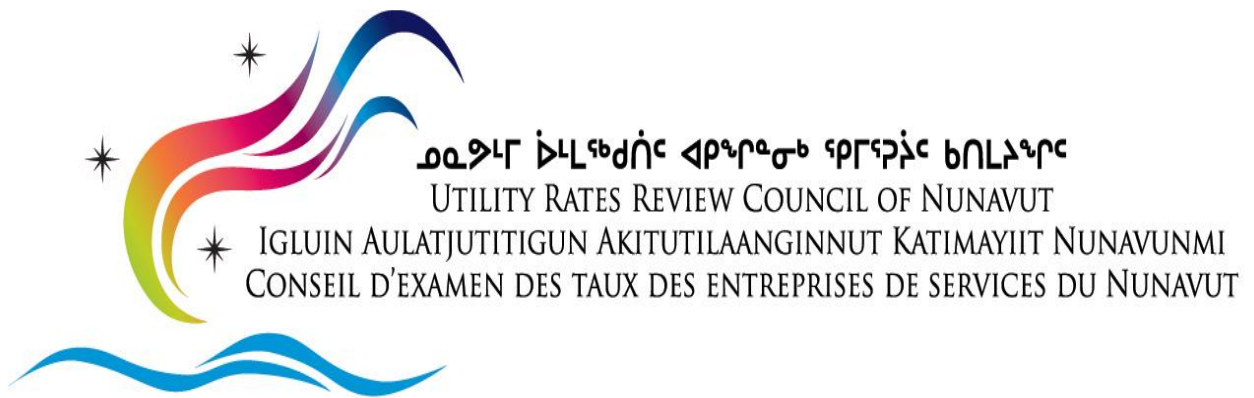 ᓄᓇᕗᒻᒥ ᐆᒻᒪᖅᑯᑏᑦ ᐊᑭᖏᓐᓂᒃ ᕿᒥᕐᕈᔩᑦ ᑲᑎᒪᔨᖏᑦ
UTILITY RATES REVIEW COUNCIL OF NUNAVUT
IGLUIN AULATJUTITIGUN AKITUTILAANGINNUT KATIMAYIIT NUNAVUNMI
CONSEIL D'EXAMEN DES TAUX DES ENTREPRISES DE SERVICES DU NUNAVUT